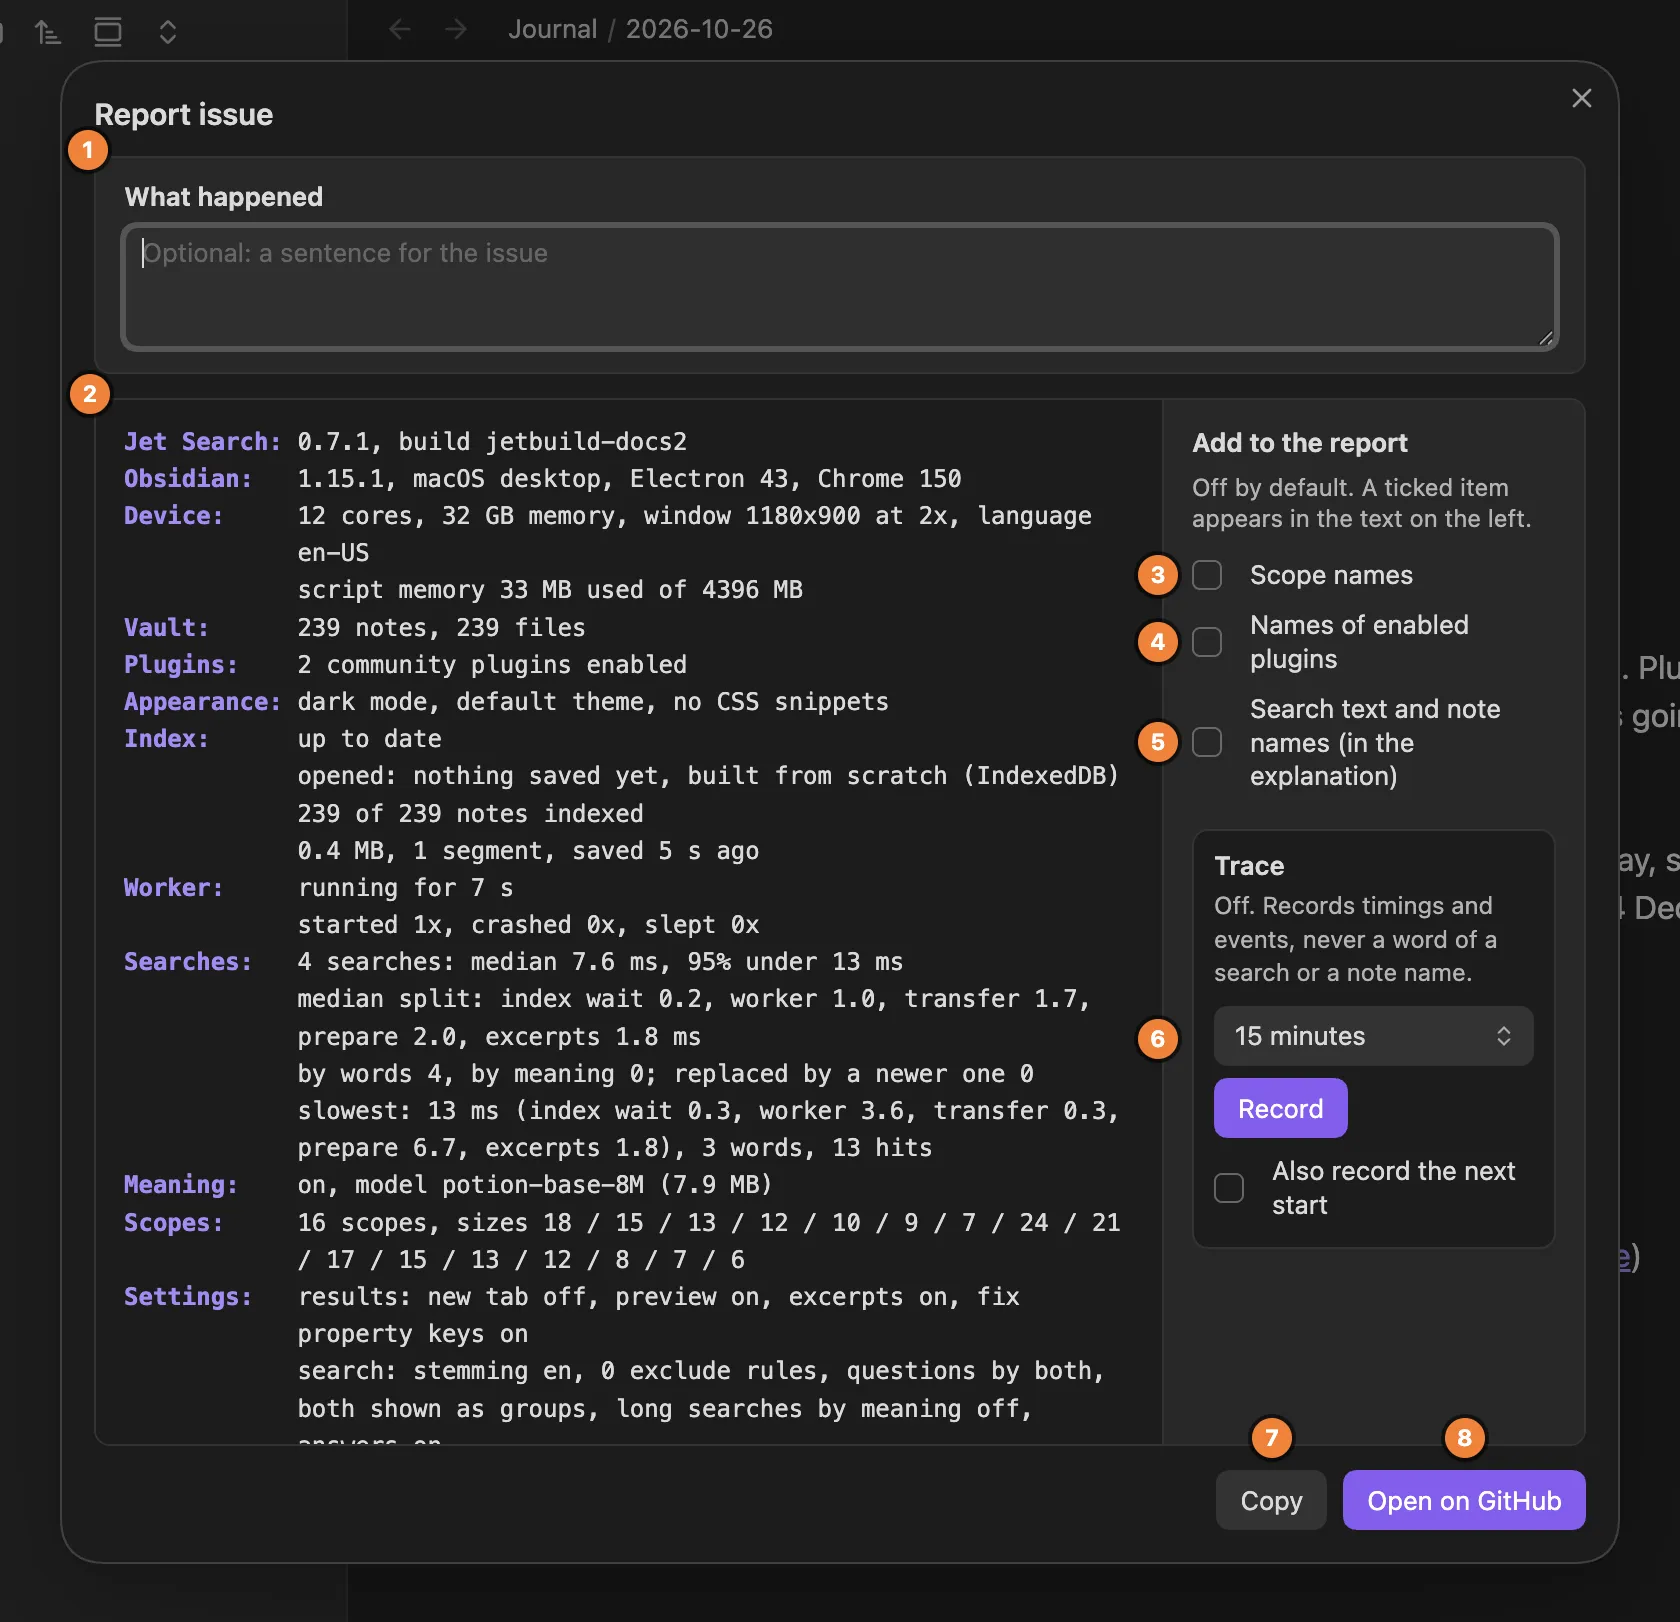 Journal / 2026-10-26
Report issue
1
What happened
Optional: a sentence for the issue
2
Jet Search: 0.7.1, build jetbuild-docs2
Obsidian: 1.15.1, macOS desktop, Electron 43, Chrome 150
Device: 12 cores, 32 GB memory, window 1180x900 at 2x, language
en-US
script memory 33 MB used of 4396 MB
Vault: 239 notes, 239 files
Plugins: 2 community plugins enabled
Appearance: dark mode, default theme, no CSS snippets
Index: up to date
opened: nothing saved yet, built from scratch (IndexedDB)
239 of 239 notes indexed
0.4 MB, 1 segment, saved 5 s ago
Worker: running for 7 s
started 1x, crashed 0x, slept 0x
Searches: 4 searches: median 7.6 ms, 95% under 13 ms
median split: index wait 0.2, worker 1.0, transfer 1.7,
prepare 2.0, excerpts 1.8 ms
by words 4, by meaning 0; replaced by a newer one 0
slowest: 13 ms (index wait 0.3, worker 3.6, transfer 0.3,
prepare 6.7, excerpts 1.8), 3 words, 13 hits
Meaning: on, model potion-base-8M (7.9 MB)
Scopes: 16 scopes, sizes 18 / 15 / 13 / 12 / 10 / 9 / 7 / 24 / 21
/ 17 / 15 / 13 / 12 / 8 / 7 / 6
Settings: results: new tab off, preview on, excerpts on, fix
property keys on
search: stemming en, 0 exclude rules, questions by both,
both shown as groups, long searches by meaning off,
Add to the report
Off by default. A ticked item
appears in the text on the left.
3
Scope names
4
Names of enabled
plugins
5
Search text and note
names (in the
explanation)
Trace
Off. Records timings and
events, never a word of a
search or a note name.
6
15 minutes
Record
Also record the next
start
7
Copy
8
Open on GitHub